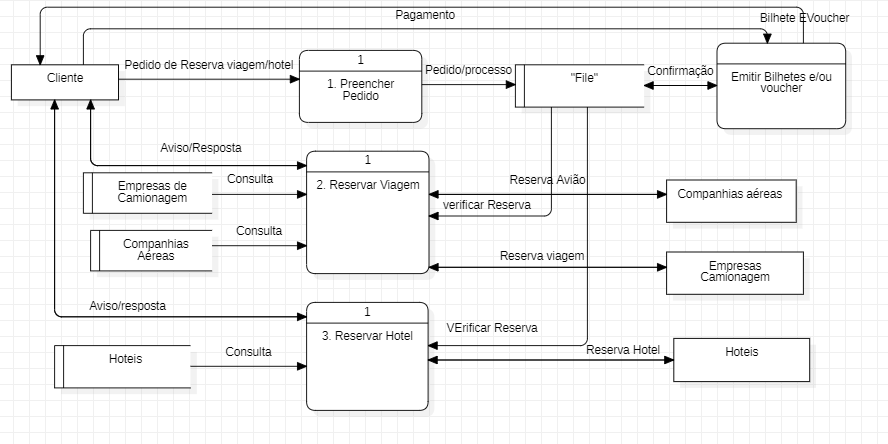 Pagamento
Bilhete EVoucher
Cliente
Pedido de Reserva viagem/hotel
1
1. Preencher
Pedido
Pedido/processo
"File"
Confirmação
Emitir Bilhetes e/ou
voucher
Aviso/Resposta
1
2. Reservar Viagem
Empresas de
Camionagem
Consulta
Reserva Avião
Companhias aéreas
verificar Reserva
Companhias
Aéreas
Consulta
Reserva viagem
Empresas
Camionagem
Aviso/resposta
1
3. Reservar Hotel
VErificar Reserva
Hoteis
Consulta
Reserva Hotel
Hoteis